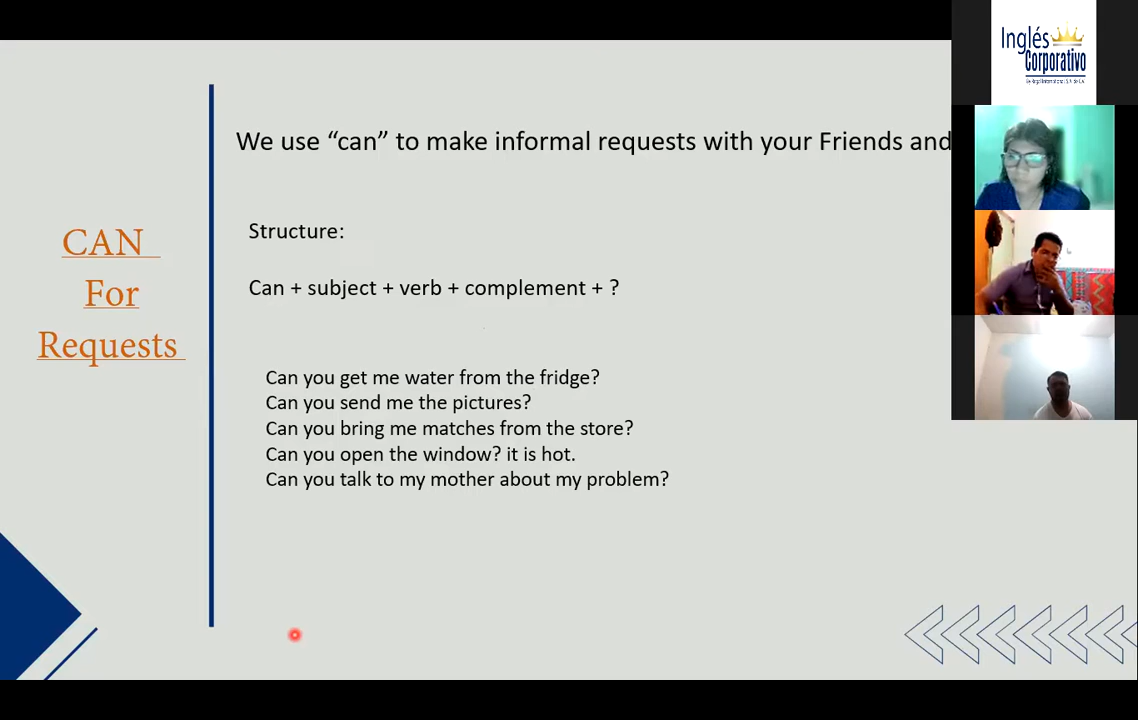 We use “can” to make informal requests with your Friends and
CAN
For
Requests
Structure:
Can + subject + verb + complement + ?
Can you get me water from the fridge?
Can you send me the pictures?
Can you bring me matches from the store?
Can you open the window? it is hot.
Can you talk to my mother about my problem?
Inglés
Corporativo